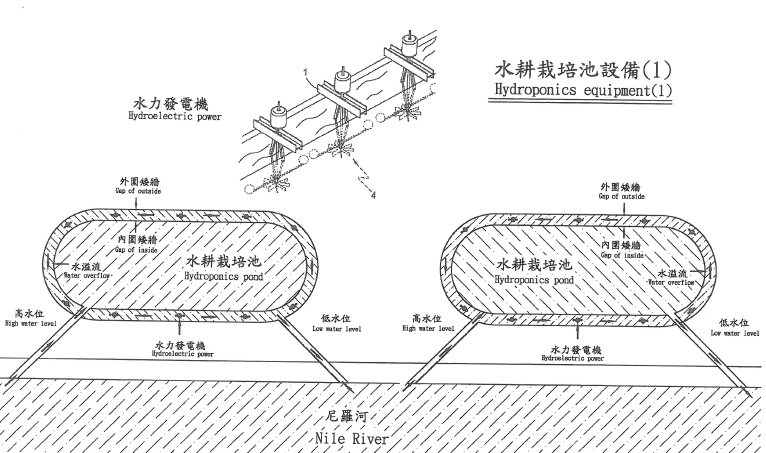 水耕栽培池設備(1)
Hydroponics equipment(1)
水力發電機
Hydroelectric power
1
4
外圍矮牆
Gap of outside
內圍矮牆
Gap of inside
水溢流
Water overflow
水耕栽培池
Hydroponics pond
高水位
High water level
低水位
Low water level
水力發電機
Hydroelectric power
外圍矮牆
Gap of outside
內圍矮牆
Gap of inside
水耕栽培池
Hydroponics pond
水溢流
Water overflow
高水位
High water level
低水位
Low water level
水力發電機
Hydroelectric power
尼羅河
Nile River